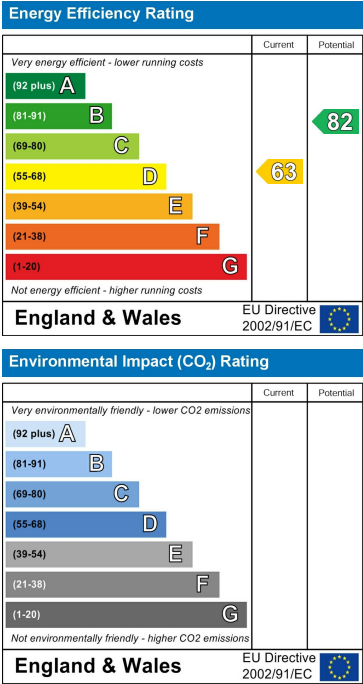 Energy Efficiency Rating
Current Potential
Very energy efficient - lower running costs
(92 plus) A
(81-91) B
82
(69-80) C
(55-68) D
63
(39-54) E
(21-38) F
(1-20) G
Not energy efficient - higher running costs
England & Wales
EU Directive
2002/91/EC
Environmental Impact (CO₂) Rating
Current Potential
Very environmentally friendly - lower CO2 emissions
(92 plus) A
(81-91) B
(69-80) C
(55-68) D
(39-54) E
(21-38) F
(1-20) G
Not environmentally friendly - higher CO2 emissions
England & Wales
EU Directive
2002/91/EC